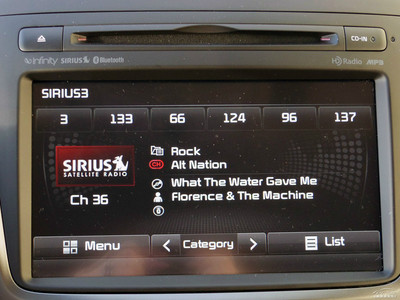 CD-IN
infinity SIRIUS Bluetooth
HD Radio MP3
SIRIUS3
3 133 66 124 96 137
Rock
CH Alt Nation
SIRIUS
SATELLITE RADIO
What The Water Gave Me
Ch 36
Florence & The Machine
Menu
Category
List